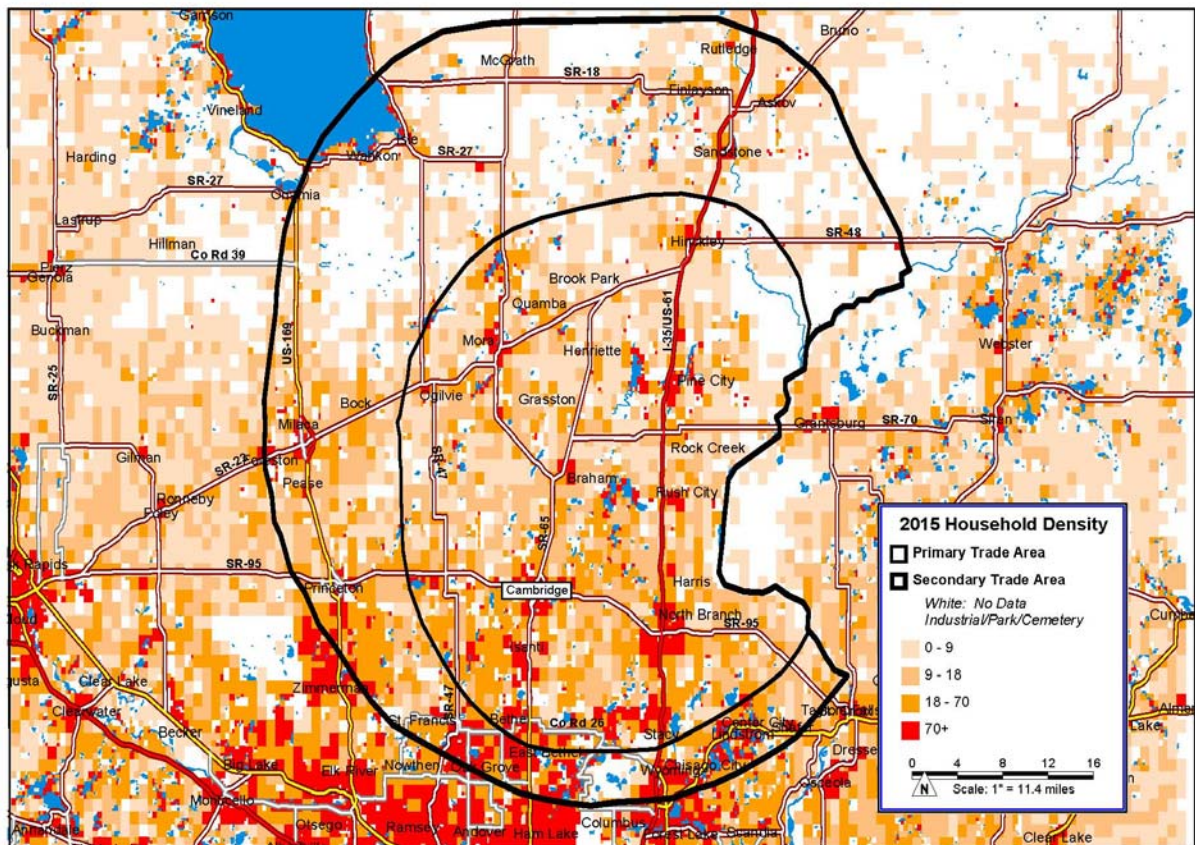 Garrison
Bruno
Rutledge
McGrath
SR-18
Finlayson
Askov
Vineland
Isle
Harding
Wahkon
SR-27
Sandstone
SR-27
Onamia
Lastrup
Hillman
Co Rd 39
Hinckley
SR-48
Pierz
Genola
Brook Park
Quamba
Buckman
US-169
I-35/US-61
Mora
Henriette
Webster
SR-25
Pine City
Bock
Ogilvie
Grasston
Milaca
Grantsburg
SR-70
Siren
Gilman
SR-23
Foreston
SR-47
Rock Creek
Pease
Braham
Rush City
Ronneby
Foley
SR-65
2015 Household Density
Primary Trade Area
Secondary Trade Area
White: No Data
Industrial/Park/Cemetery
0 - 9
9 - 18
18 - 70
70+
0 4 8 12 16
N
Scale: 1" = 11.4 miles
Rapids
SR-95
Princeton
Cambridge
Harris
North Branch
SR-95
Isanti
Zimmerman
Clear Lake
Clearwater
SR-47
St. Francis
Bethel
Co Rd 26
Center City
Lindstrom
Becker
Stacy
East Bethel
Big Lake
Elk River
Nowthen
Oak Grove
Wyoming
Chisago City
Osceola
Monticello
Otsego
Ramsey
Andover
Ham Lake
Columbus
Forest Lake
Scandia
Annandale
Clear Lake